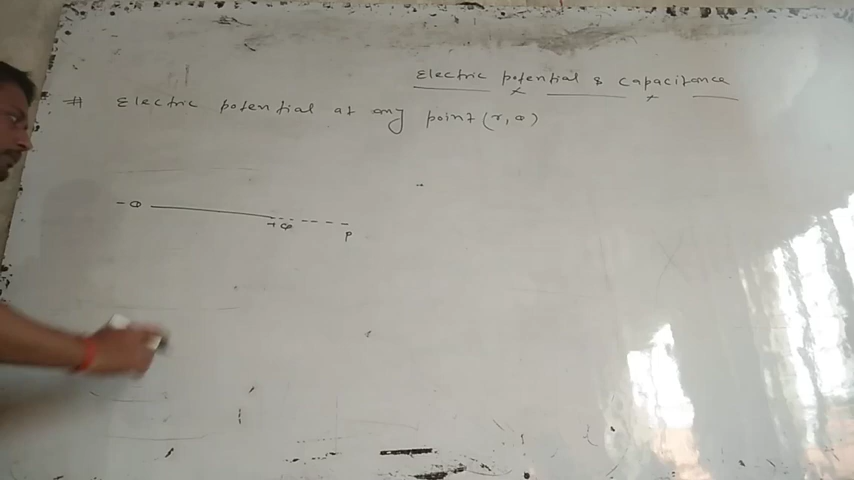 Electric potential & capacitance
# Electric potential at any point (r, θ)
-q
+q
P